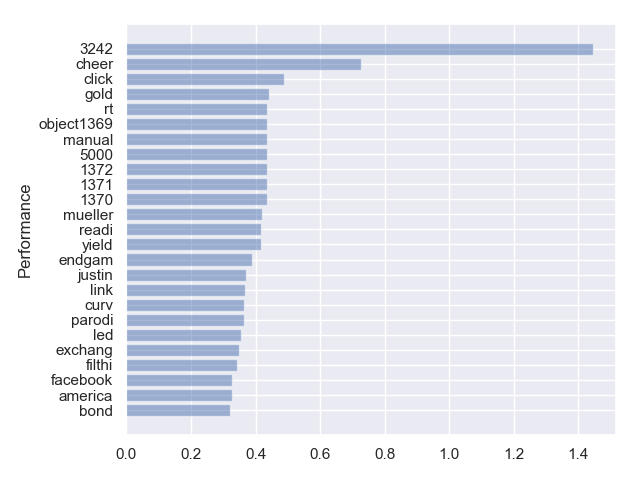 3242
cheer
click
gold
rt
object1369
manual
5000
1372
1371
1370
mueller
readi
yield
endgam
justin
link
curv
parodi
led
exchang
filthi
facebook
america
bond
Performance
0.0 0.2 0.4 0.6 0.8 1.0 1.2 1.4